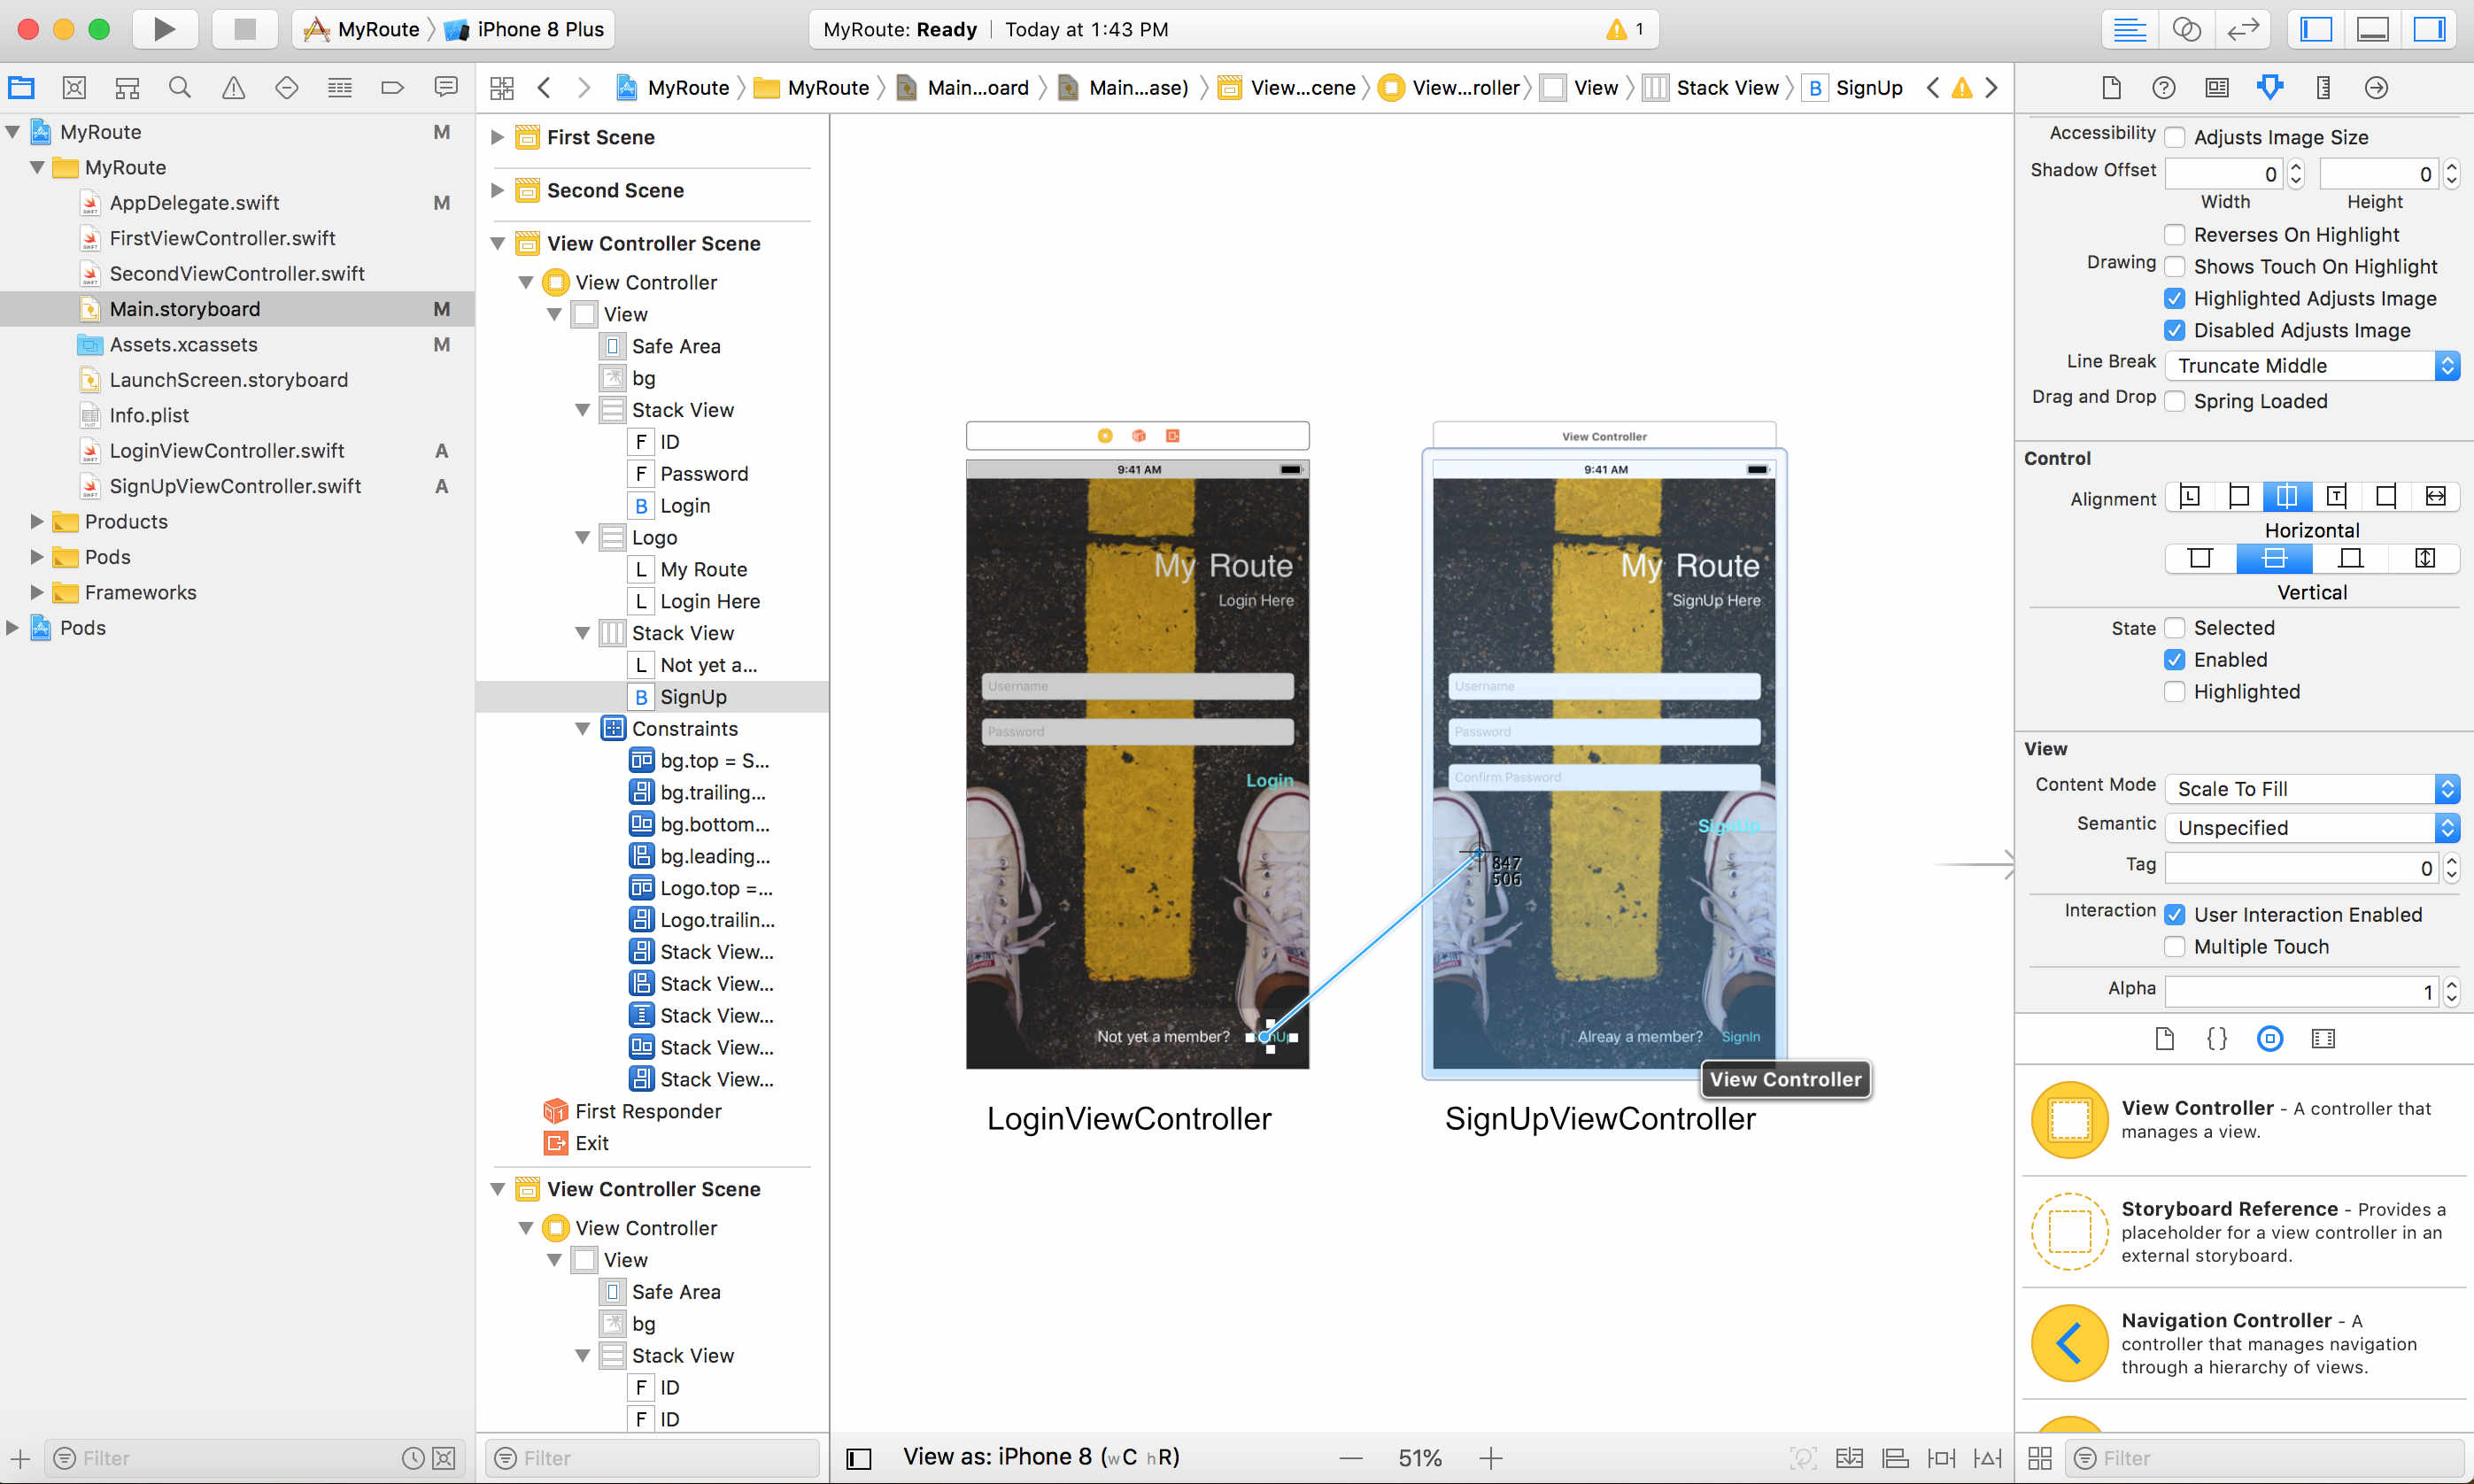 MyRoute
iPhone 8 Plus
MyRoute: Ready
Today at 1:43 PM
1
MyRoute
MyRoute
Main...oard
Main...ase)
View...cene
View...roller
View
Stack View
B
SignUp
MyRoute
M
MyRoute
AppDelegate.swift
M
FirstViewController.swift
SecondViewController.swift
Main.storyboard
M
Assets.xcassets
M
LaunchScreen.storyboard
Info.plist
LoginViewController.swift
A
SignUpViewController.swift
A
Products
Pods
Frameworks
Pods
Filter
First Scene
Second Scene
View Controller Scene
View Controller
View
Safe Area
bg
Stack View
F ID
F Password
B Login
Logo
L My Route
L Login Here
Stack View
L Not yet a...
B SignUp
Constraints
bg.top = S...
bg.trailing...
bg.bottom...
bg.leading...
Logo.top =...
Logo.trailin...
Stack View...
Stack View...
Stack View...
Stack View...
Stack View...
First Responder
Exit
View Controller Scene
View Controller
View
Safe Area
bg
Stack View
F ID
F ID
Filter
9:41 AM
My Route
Login Here
Username
Password
Login
Not yet a member?
LoginViewController
View Controller
9:41 AM
My Route
SignUp Here
Username
Password
Confirm Password
SignUp
847
506
Alreay a member?
SignIn
View Controller
SignUpViewController
View as: iPhone 8 (wC hR)
51%
Accessibility
Adjusts Image Size
Shadow Offset
0
0
Width
Height
Reverses On Highlight
Drawing
Shows Touch On Highlight
Highlighted Adjusts Image
Disabled Adjusts Image
Line Break
Truncate Middle
Drag and Drop
Spring Loaded
Control
Alignment
Horizontal
Vertical
State
Selected
Enabled
Highlighted
View
Content Mode
Scale To Fill
Semantic
Unspecified
Tag
0
Interaction
User Interaction Enabled
Multiple Touch
Alpha
1
View Controller - A controller that
manages a view.
Storyboard Reference - Provides a
placeholder for a view controller in an
external storyboard.
Navigation Controller - A
controller that manages navigation
through a hierarchy of views.
Filter